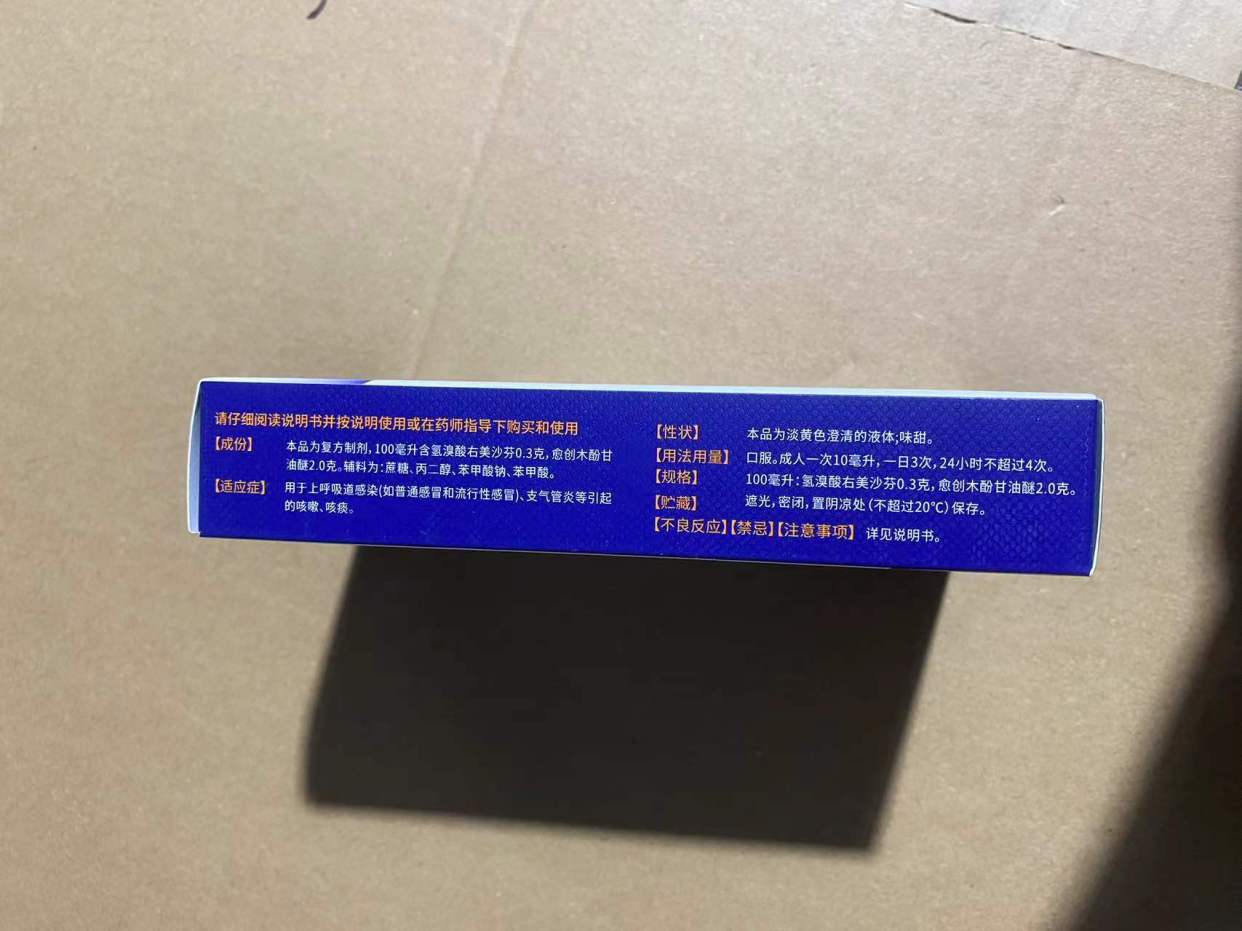 请仔细阅读说明书并按说明使用或在药师指导下购买和使用
【成份】 本品为复方制剂，100毫升含氢溴酸右美沙芬0.3克，愈创木酚甘
油醚2.0克。辅料为：蔗糖、丙二醇、苯甲酸钠、苯甲酸。
【适应症】 用于上呼吸道感染(如普通感冒和流行性感冒)、支气管炎等引起
的咳嗽、咳痰。
【性状】 本品为淡黄色澄清的液体;味甜。
【用法用量】 口服。成人一次10毫升，一日3次，24小时不超过4次。
【规格】 100毫升：氢溴酸右美沙芬0.3克，愈创木酚甘油醚2.0克。
【贮藏】 遮光，密闭，置阴凉处（不超过20℃）保存。
【不良反应】【禁忌】【注意事项】 详见说明书。